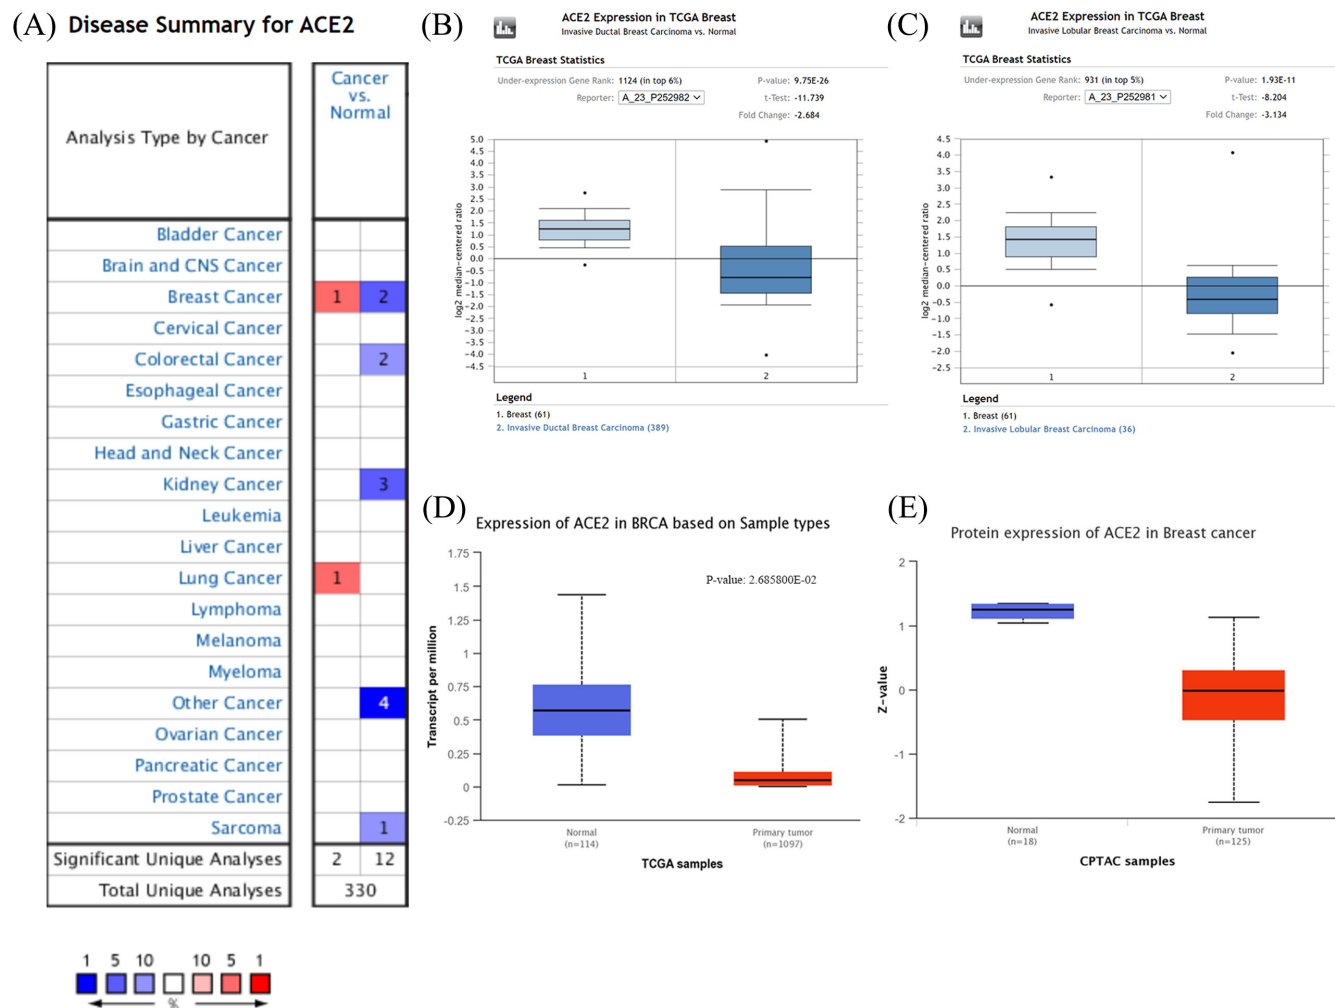 (A) Disease Summary for ACE2
Analysis Type by Cancer
Cancer
vs.
Normal
Bladder Cancer
Brain and CNS Cancer
Breast Cancer 1 2
Cervical Cancer
Colorectal Cancer 2
Esophageal Cancer
Gastric Cancer
Head and Neck Cancer
Kidney Cancer 3
Leukemia
Liver Cancer
Lung Cancer 1
Lymphoma
Melanoma
Myeloma
Other Cancer 4
Ovarian Cancer
Pancreatic Cancer
Prostate Cancer
Sarcoma 1
Significant Unique Analyses 2 12
Total Unique Analyses 330
1 5 10 10 5 1
%
(B) ACE2 Expression in TCGA Breast
Invasive Ductal Breast Carcinoma vs. Normal
TCGA Breast Statistics
Under-expression Gene Rank: 1124 (in top 6%) P-value: 9.75E-26
Reporter: A_23_P252982 t-Test: -11.739
Fold Change: -2.684
log2 median-centered ratio
5.0
4.5
4.0
3.5
3.0
2.5
2.0
1.5
1.0
0.5
0.0
-0.5
-1.0
-1.5
-2.0
-2.5
-3.0
-3.5
-4.0
-4.5
1 2
Legend
1. Breast (61)
2. Invasive Ductal Breast Carcinoma (389)
(C) ACE2 Expression in TCGA Breast
Invasive Lobular Breast Carcinoma vs. Normal
TCGA Breast Statistics
Under-expression Gene Rank: 931 (in top 5%) P-value: 1.93E-11
Reporter: A_23_P252981 t-Test: -8.204
Fold Change: -3.134
log2 median-centered ratio
4.5
4.0
3.5
3.0
2.5
2.0
1.5
1.0
0.5
0.0
-0.5
-1.0
-1.5
-2.0
-2.5
1 2
Legend
1. Breast (61)
2. Invasive Lobular Breast Carcinoma (36)
(D) Expression of ACE2 in BRCA based on Sample types
P-value: 2.685800E-02
Transcript per million
1.75
1.5
1.25
1
0.75
0.5
0.25
0
-0.25
Normal
(n=114)
Primary tumor
(n=1097)
TCGA samples
(E) Protein expression of ACE2 in Breast cancer
Z-value
2
1
0
-1
-2
Normal
(n=18)
Primary tumor
(n=125)
CPTAC samples